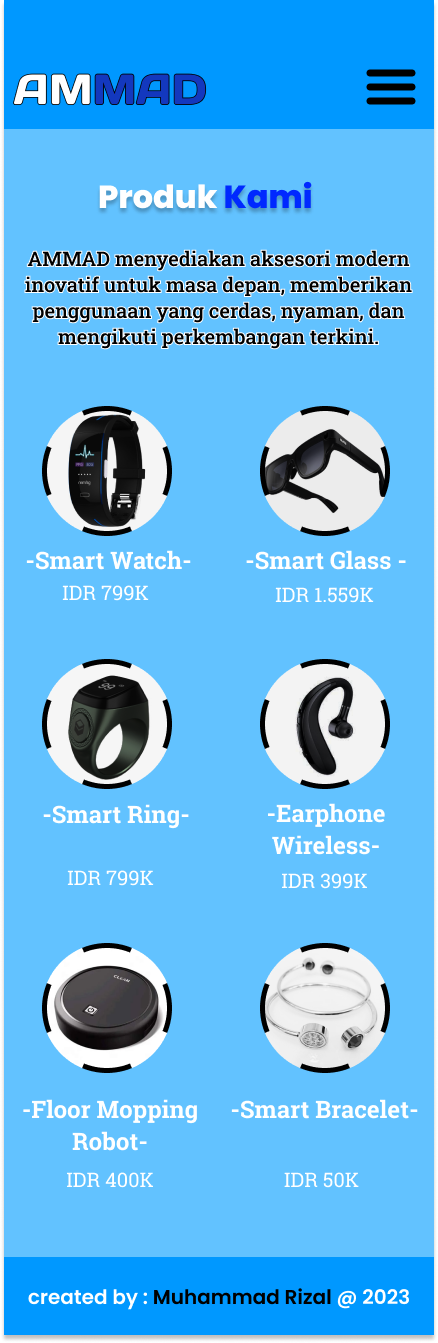 AMMAD
Produk Kami
AMMAD menyediakan aksesori modern
inovatif untuk masa depan, memberikan
penggunaan yang cerdas, nyaman, dan
mengikuti perkembangan terkini.
-Smart Watch-
IDR 799K
-Smart Glass -
IDR 1.559K
-Smart Ring-
IDR 799K
-Earphone
Wireless-
IDR 399K
-Floor Mopping
Robot-
IDR 400K
-Smart Bracelet-
IDR 50K
created by : Muhammad Rizal @ 2023